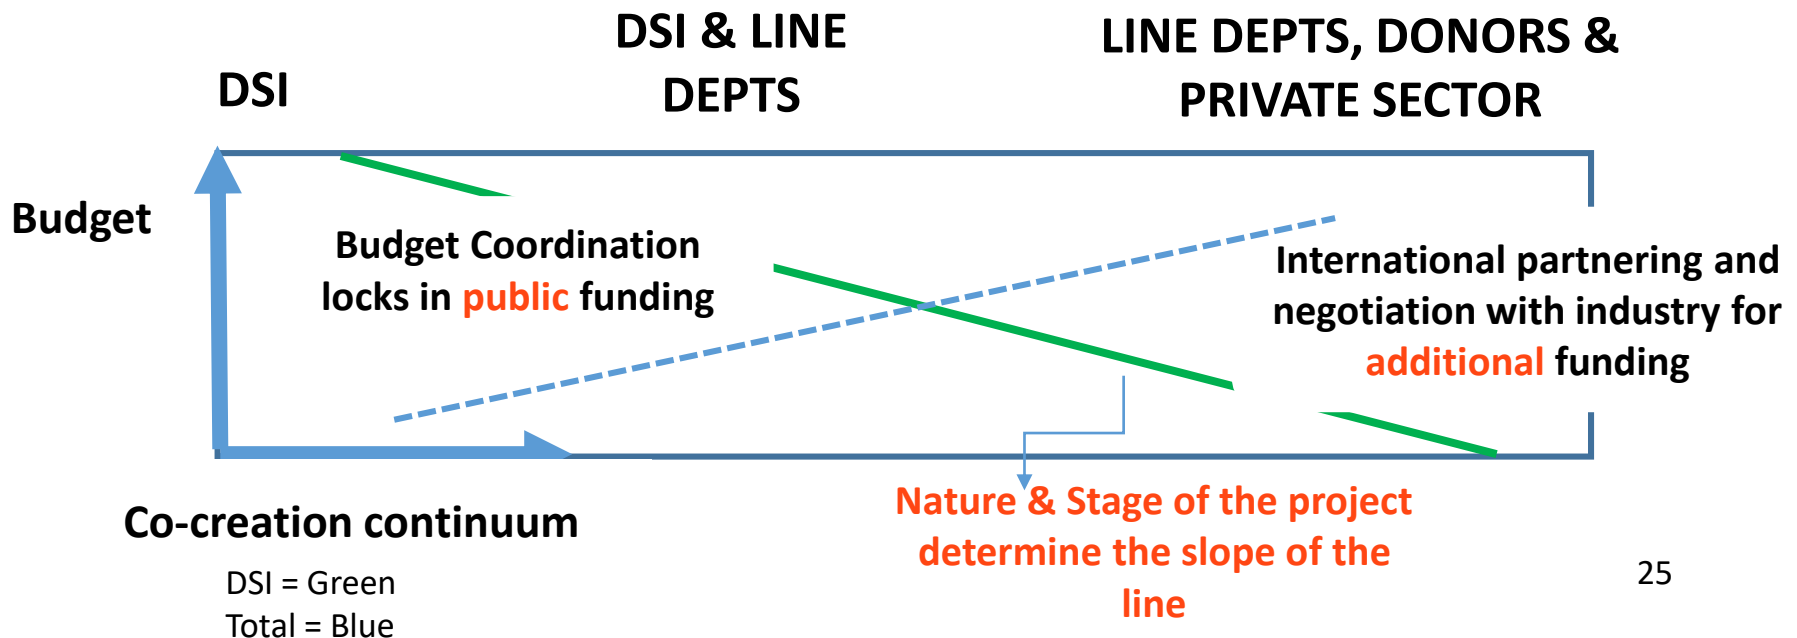 DSI
DSI & LINE
DEPTS
LINE DEPTS, DONORS &
PRIVATE SECTOR
Budget
Budget Coordination
locks in public funding
International partnering and
negotiation with industry for
additional funding
Nature & Stage of the project
determine the slope of the
line
Co-creation continuum
DSI = Green
Total = Blue
25